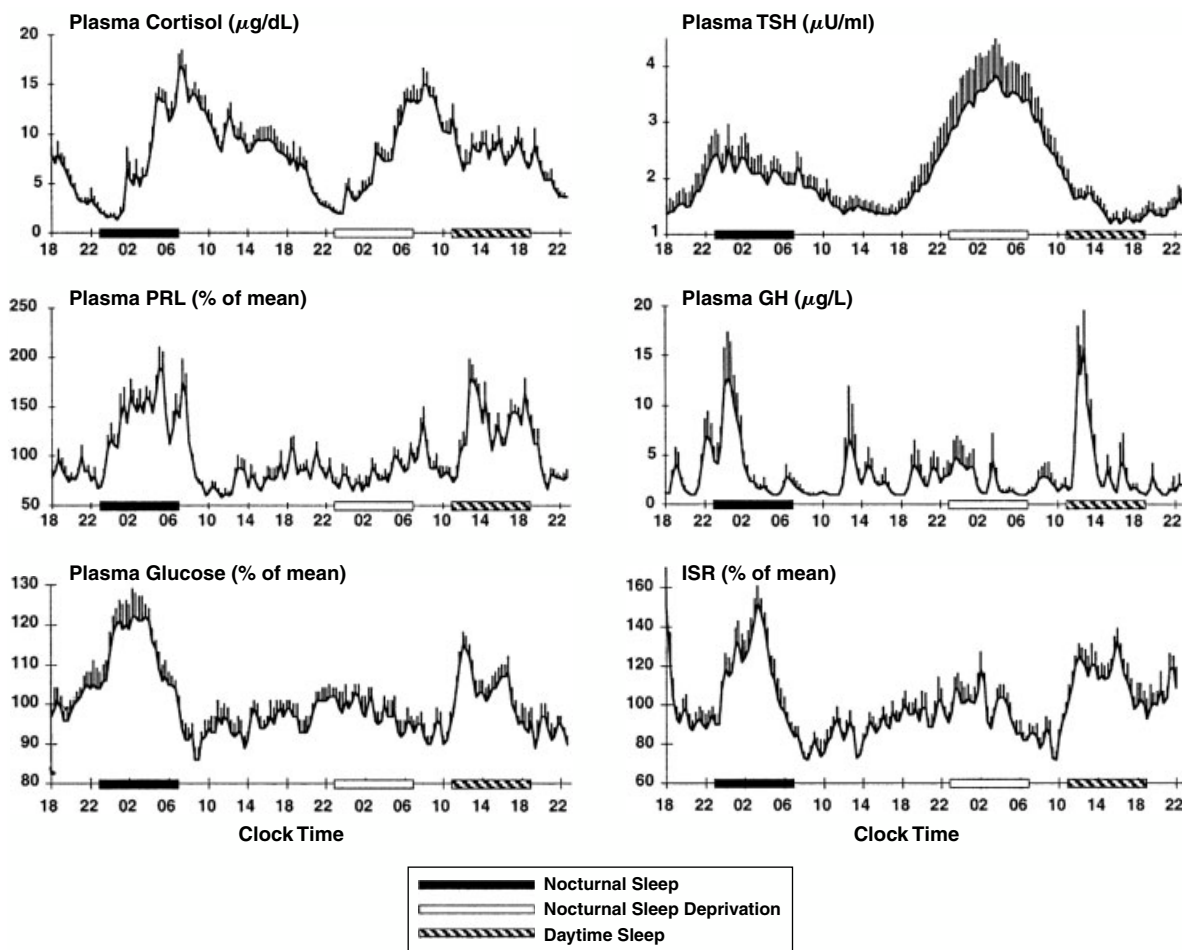 Plasma Cortisol (μg/dL)
20
15
10
5
0
18 22 02 06 10 14 18 22 02 06 10 14 18 22
Plasma TSH (μU/ml)
4
3
2
1
18 22 02 06 10 14 18 22 02 06 10 14 18 22
Plasma PRL (% of mean)
250
200
150
100
50
18 22 02 06 10 14 18 22 02 06 10 14 18 22
Plasma GH (μg/L)
20
15
10
5
0
18 22 02 06 10 14 18 22 02 06 10 14 18 22
Plasma Glucose (% of mean)
130
120
110
100
90
80
18 22 02 06 10 14 18 22 02 06 10 14 18 22
Clock Time
ISR (% of mean)
160
140
120
100
80
60
18 22 02 06 10 14 18 22 02 06 10 14 18 22
Clock Time
Nocturnal Sleep
Nocturnal Sleep Deprivation
Daytime Sleep